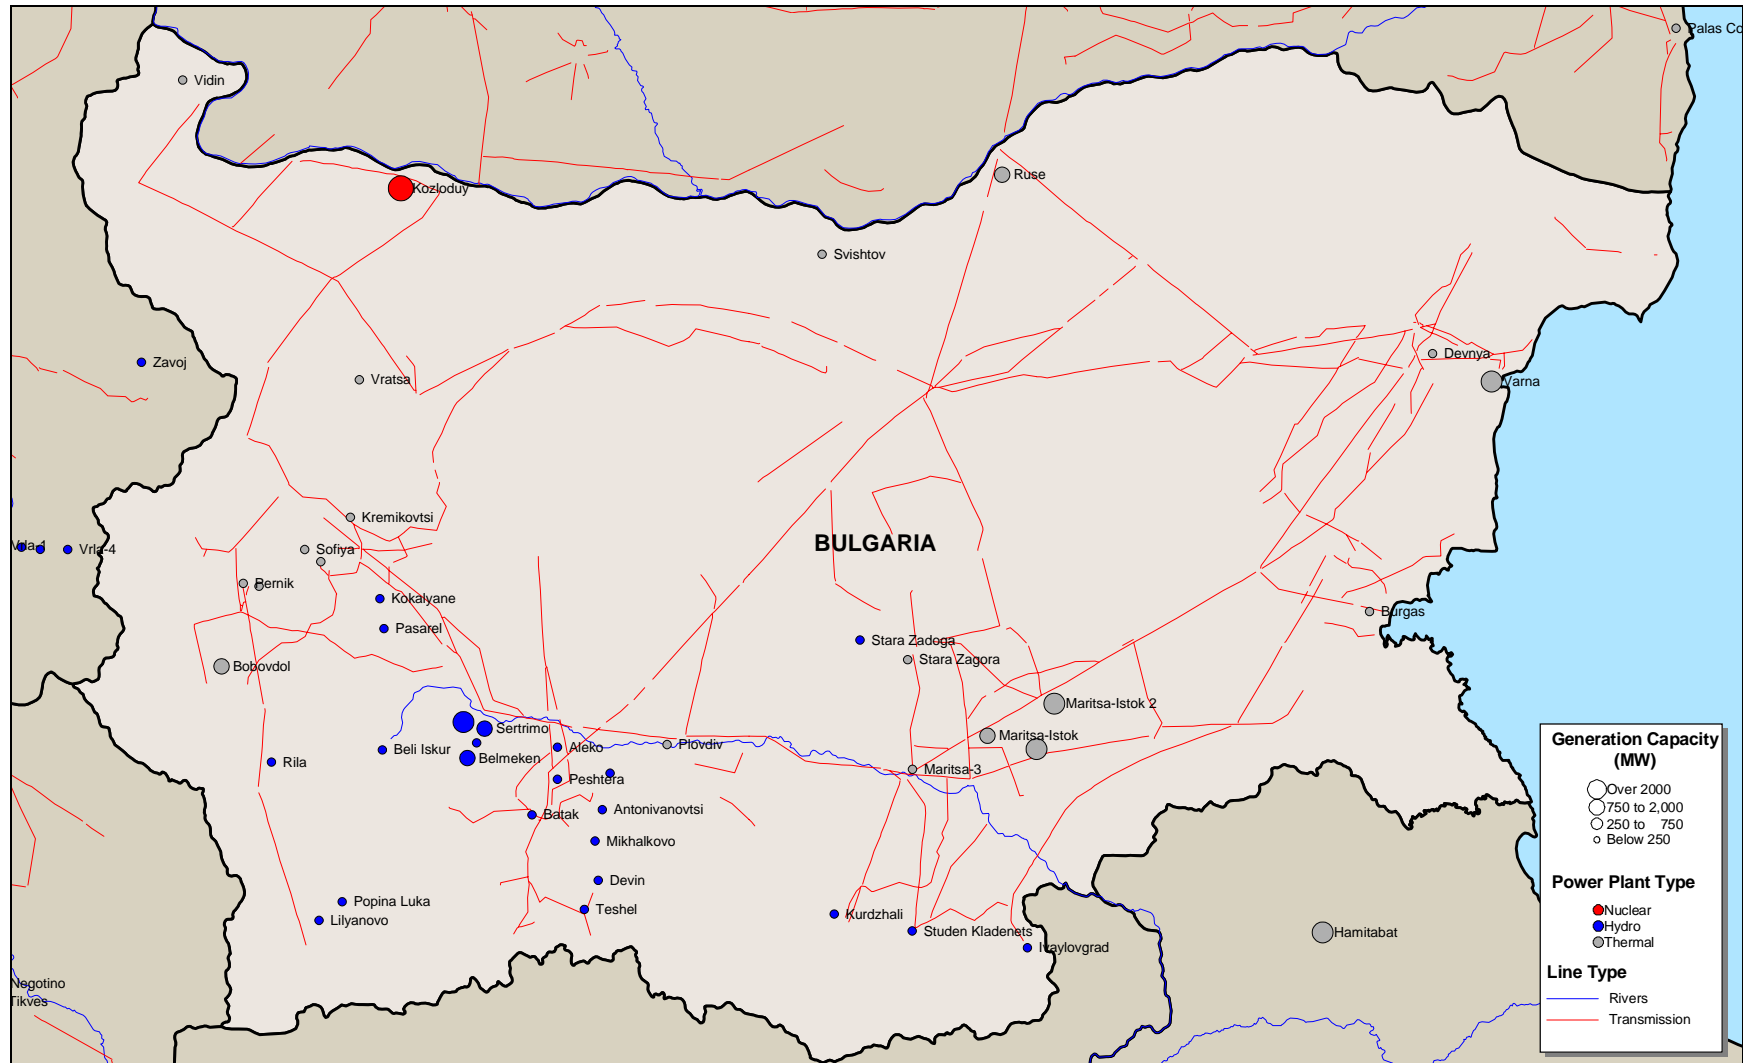 Palas Co
Vidin
Kozloduy
Ruse
Svishtov
Zavoj
Vratsa
Devnya
Varna
Kremikovtsi
BULGARIA
Vrla-1
Vrla-4
Sofiya
Pernik
Kokalyane
Burgas
Pasarel
Stara Zadoga
Stara Zagora
Bobovdol
Maritsa-Istok 2
Sertrimo
Maritsa-Istok
Beli Iskur
Aleko
Plovdiv
Belmeken
Rila
Maritsa-3
Peshtera
Batak
Antonivanovtsi
Mikhalkovo
Devin
Popina Luka
Teshel
Lilyanovo
Kurdzhali
Studen Kladenets
Ivaylovgrad
Hamitabat
Negotino
Tikves
Generation Capacity
(MW)
Over 2000
750 to 2,000
250 to 750
Below 250
Power Plant Type
Nuclear
Hydro
Thermal
Line Type
Rivers
Transmission